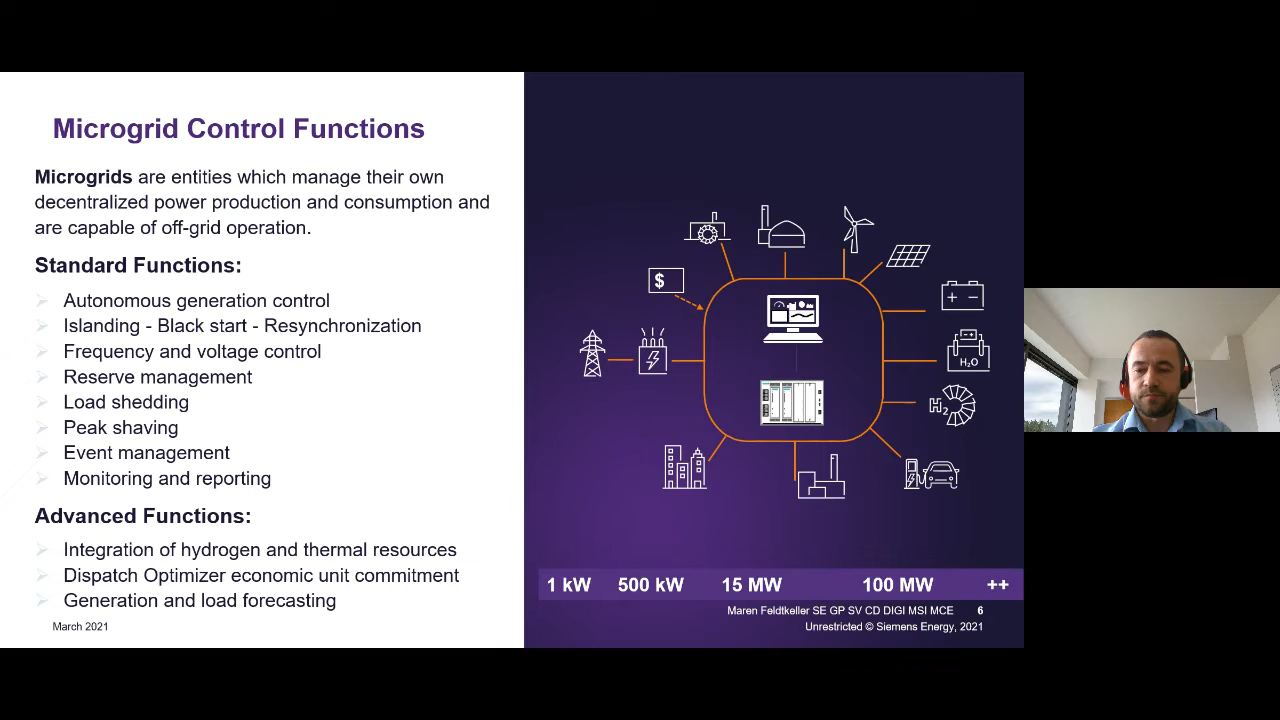 Microgrid Control Functions
Microgrids are entities which manage their own
decentralized power production and consumption and
are capable of off-grid operation.
Standard Functions:
Autonomous generation control
Islanding - Black start - Resynchronization
Frequency and voltage control
Reserve management
Load shedding
Peak shaving
Event management
Monitoring and reporting
Advanced Functions:
Integration of hydrogen and thermal resources
Dispatch Optimizer economic unit commitment
Generation and load forecasting
March 2021
$
+ −
-+
H₂O
H₂
1 kW 500 kW 15 MW 100 MW ++
Maren Feldtkeller SE GP SV CD DIGI MSI MCE 6
Unrestricted © Siemens Energy, 2021